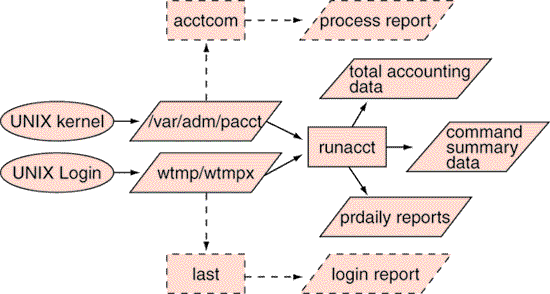 acctcom
process report
total accounting
data
UNIX kernel
/var/adm/pacct
runacct
command
summary
data
UNIX Login
wtmp/wtmpx
prdaily reports
last
login report